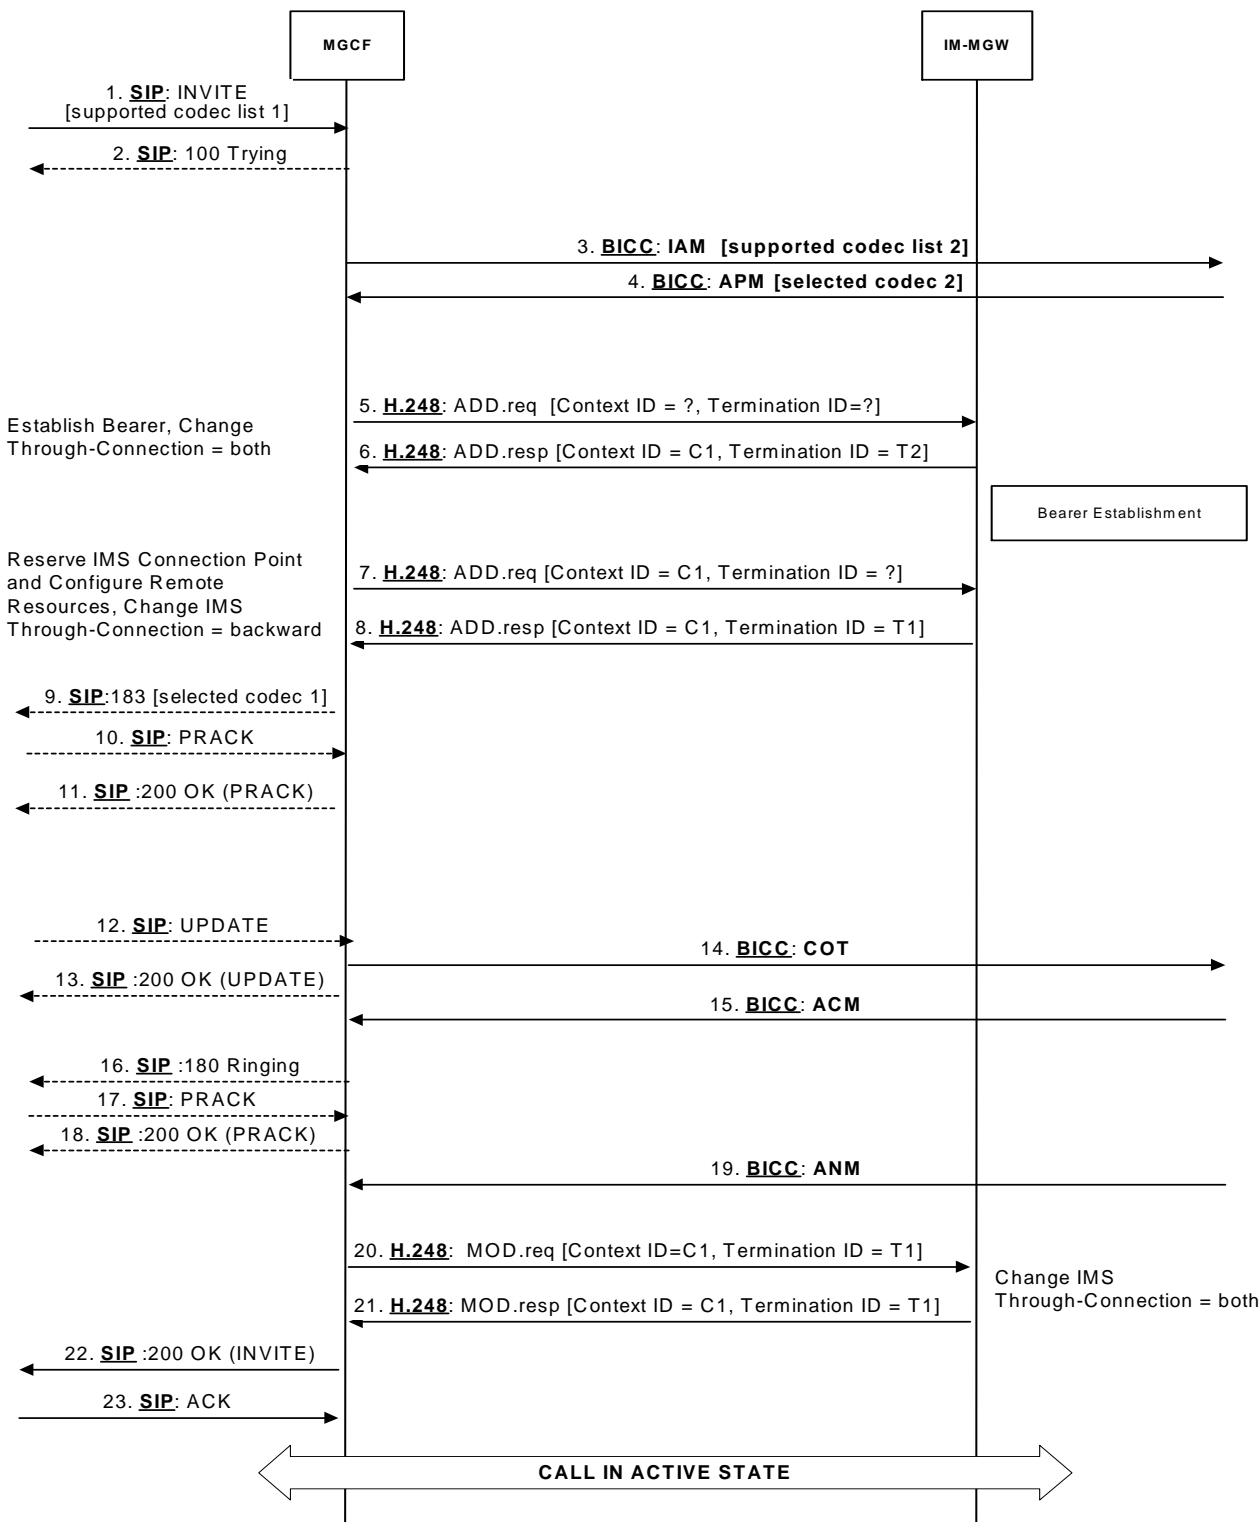 MGCF
IM-MGW
1. SIP: INVITE
[supported codec list 1]
2. SIP: 100 Trying
3. BICC: IAM [supported codec list 2]
4. BICC: APM [selected codec 2]
5. H.248: ADD.req [Context ID = ?, Termination ID=?]
Establish Bearer, Change
Through-Connection = both
6. H.248: ADD.resp [Context ID = C1, Termination ID = T2]
Bearer Establishment
Reserve IMS Connection Point
and Configure Remote
Resources, Change IMS
Through-Connection = backward
7. H.248: ADD.req [Context ID = C1, Termination ID = ?]
8. H.248: ADD.resp [Context ID = C1, Termination ID = T1]
9. SIP:183 [selected codec 1]
10. SIP: PRACK
11. SIP :200 OK (PRACK)
12. SIP: UPDATE
14. BICC: COT
13. SIP :200 OK (UPDATE)
15. BICC: ACM
16. SIP :180 Ringing
17. SIP: PRACK
18. SIP :200 OK (PRACK)
19. BICC: ANM
20. H.248: MOD.req [Context ID=C1, Termination ID = T1]
Change IMS
Through-Connection = both
21. H.248: MOD.resp [Context ID = C1, Termination ID = T1]
22. SIP :200 OK (INVITE)
23. SIP: ACK
CALL IN ACTIVE STATE